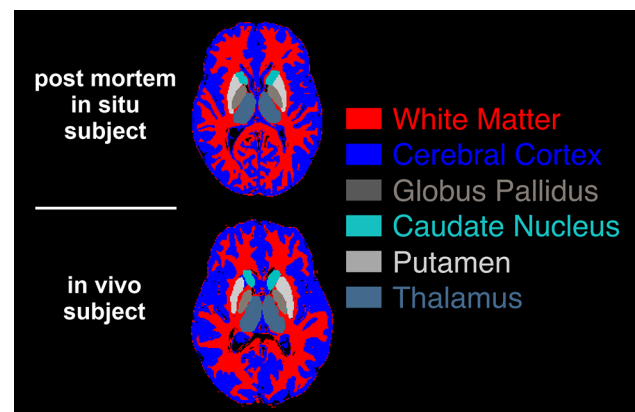 post mortem
in situ
subject
in vivo
subject
White Matter
Cerebral Cortex
Globus Pallidus
Caudate Nucleus
Putamen
Thalamus